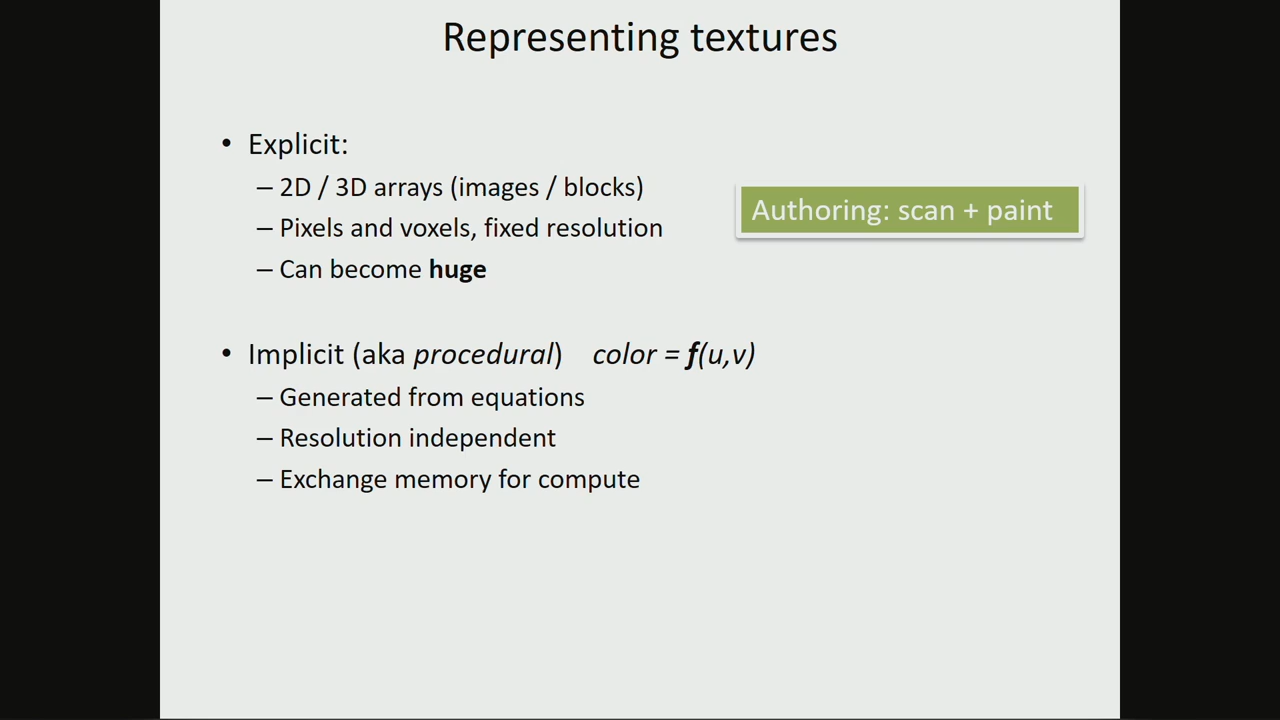 Representing textures
• Explicit:
– 2D / 3D arrays (images / blocks)
– Pixels and voxels, fixed resolution
– Can become huge
Authoring: scan + paint
• Implicit (aka procedural) color = f(u,v)
– Generated from equations
– Resolution independent
– Exchange memory for compute